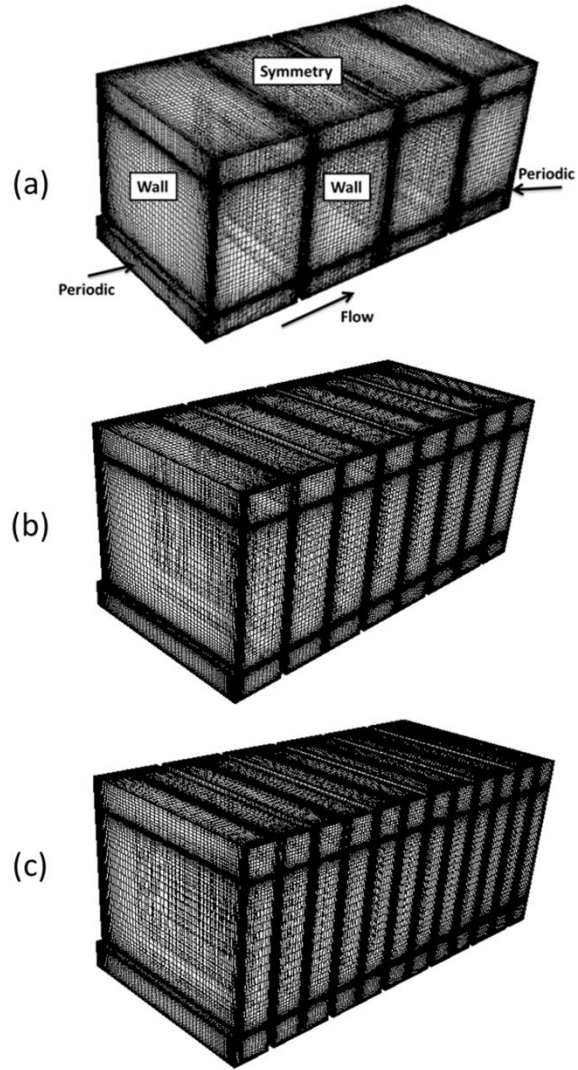 Symmetry
(a)
Wall
Wall
Periodic
Periodic
Flow
(b)
(c)